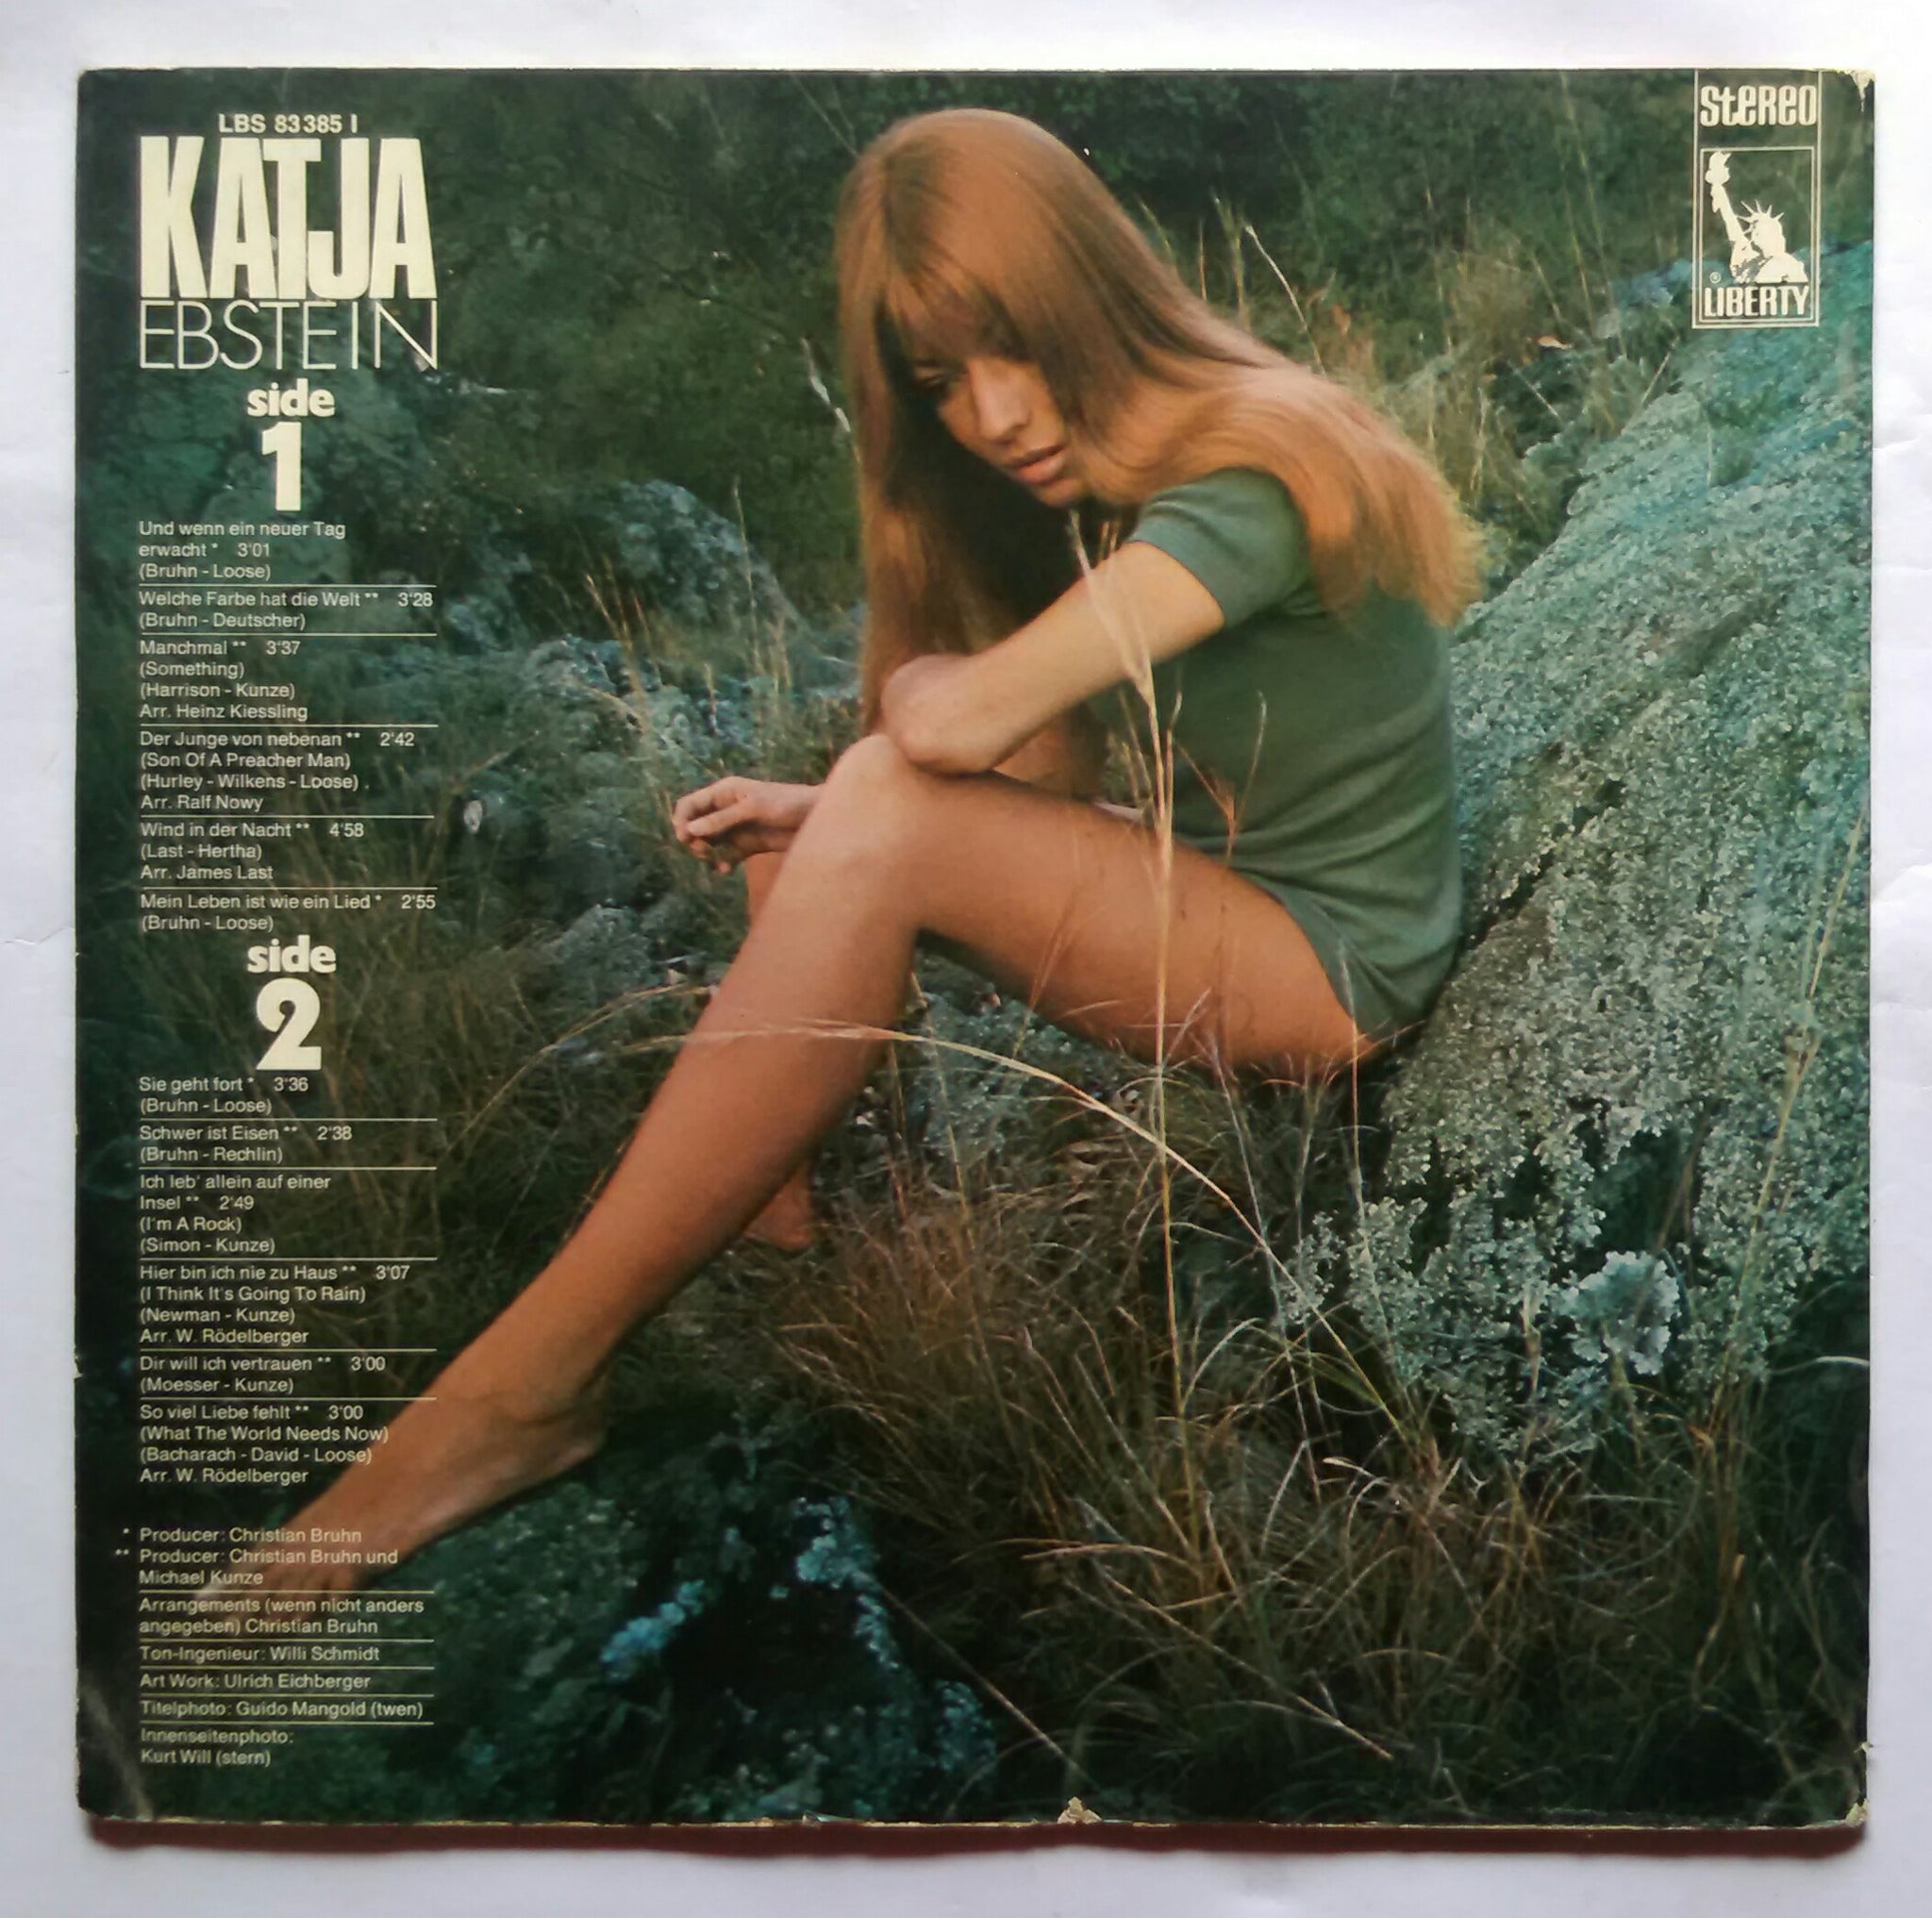 LBS 83385 I
KATJA
EBSTEIN
side
1
Und wenn ein neuer Tag
erwacht * 3'01
(Bruhn - Loose)
Welche Farbe hat die Welt ** 3'28
(Bruhn - Deutscher)
Manchmal ** 3'37
(Something)
(Harrison - Kunze)
Arr. Heinz Kiessling
Der Junge von nebenan ** 2'42
(Son Of A Preacher Man)
(Hurley - Wilkens - Loose)
Arr. Ralf Nowy
Wind in der Nacht ** 4'58
(Last - Hertha)
Arr. James Last
Mein Leben ist wie ein Lied * 2'55
(Bruhn - Loose)
side
2
Sie geht fort * 3'36
(Bruhn - Loose)
Schwer ist Eisen ** 2'38
(Bruhn - Rechlin)
Ich leb' allein auf einer
Insel ** 2'49
(I'm A Rock)
(Simon - Kunze)
Hier bin ich nie zu Haus ** 3'07
(I Think It's Going To Rain)
(Newman - Kunze)
Arr. W. Rödelberger
Dir will ich vertrauen ** 3'00
(Moesser - Kunze)
So viel Liebe fehlt ** 3'00
(What The World Needs Now)
(Bacharach - David - Loose)
Arr. W. Rödelberger
* Producer: Christian Bruhn
** Producer: Christian Bruhn und
Michael Kunze
Arrangements (wenn nicht anders
angegeben) Christian Bruhn
Ton-Ingenieur: Willi Schmidt
Art Work: Ulrich Eichberger
Titelphoto: Guido Mangold (twen)
Innenseitenphoto:
Kurt Will (stern)
stereo
® LIBERTY